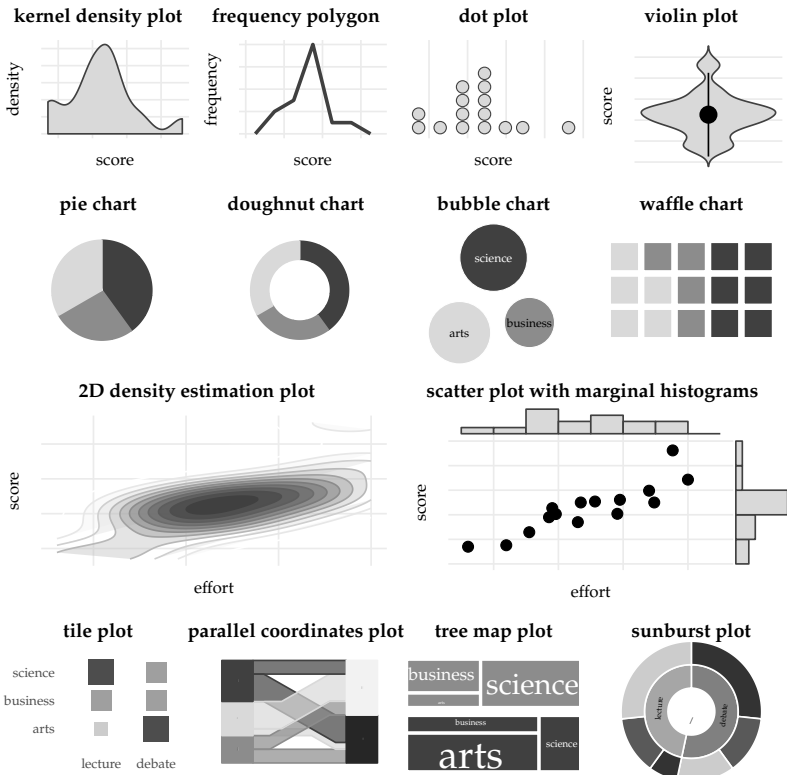 kernel density plot frequency polygon dot plot violin plot
density frequency score
score score score
pie chart doughnut chart bubble chart waffle chart
science
arts business
2D density estimation plot scatter plot with marginal histograms
score score
effort effort
tile plot parallel coordinates plot tree map plot sunburst plot
science
business
arts
lecture debate
business science
business
arts science
lecture / debate